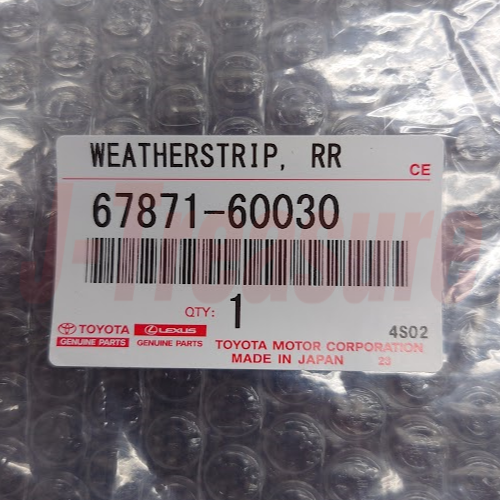 WEATHERSTRIP, RR
CE
67871-60030
J-Treasure
QTY: 1
TOYOTA LEXUS 4S02
GENUINE PARTS GENUINE PARTS TOYOTA MOTOR CORPORATION
MADE IN JAPAN 23